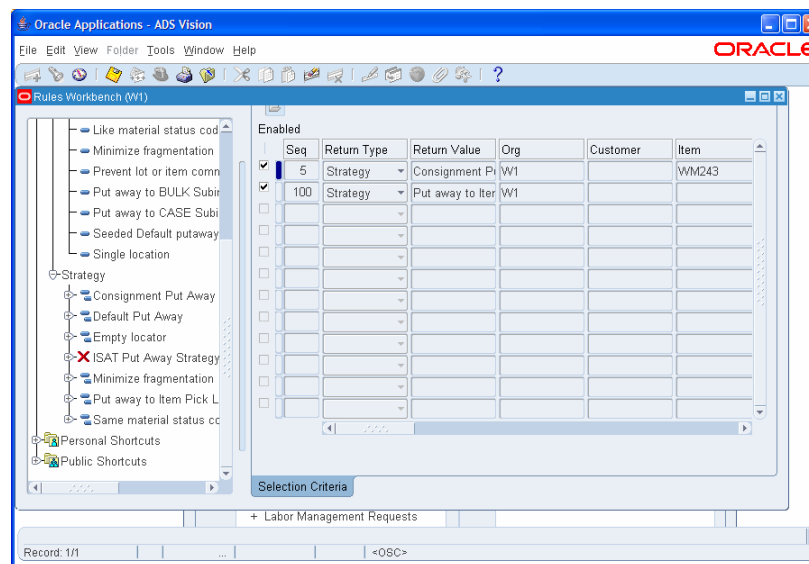 Oracle Applications - ADS Vision
File Edit View Folder Tools Window Help
ORACLE
?
Rules Workbench (W1)
Like material status cod
Minimize fragmentation
Prevent lot or item comn
Put away to BULK Subir
Put away to CASE Subi
Seeded Default putaway
Single location
Strategy
Consignment Put Away
Default Put Away
Empty locator
ISAT Put Away Strategy
Minimize fragmentation
Put away to Item Pick L
Same material status cc
Personal Shortcuts
Public Shortcuts
Enabled
Seq Return Type Return Value Org Customer Item
5 Strategy Consignment Pu W1 WM243
100 Strategy Put away to Iter W1
Selection Criteria
+ Labor Management Requests
Record: 1/1 ... <OSC>